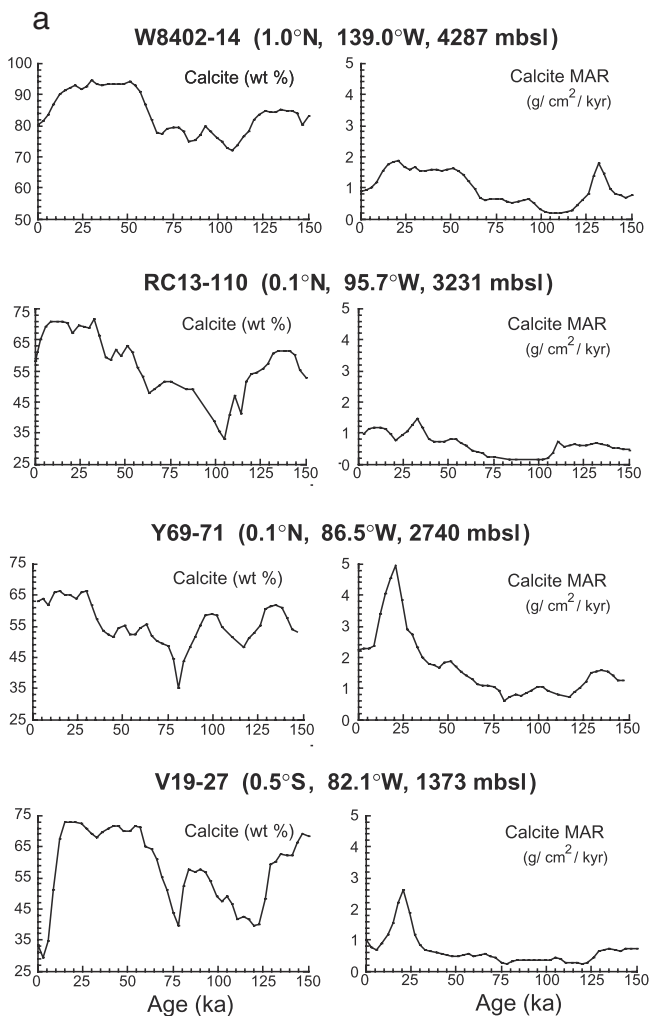 a
W8402-14 (1.0°N, 139.0°W, 4287 mbsl)
Calcite (wt %)
100
90
80
70
60
50
0 25 50 75 100 125 150
Calcite MAR
(g/ cm2/ kyr)
5
4
3
2
1
0
0 25 50 75 100 125 150
RC13-110 (0.1°N, 95.7°W, 3231 mbsl)
Calcite (wt %)
75
65
55
45
35
25
0 25 50 75 100 125 150
Calcite MAR
(g/ cm2/ kyr)
5
4
3
2
1
0
0 25 50 75 100 125 150
Y69-71 (0.1°N, 86.5°W, 2740 mbsl)
Calcite (wt %)
75
65
55
45
35
25
0 25 50 75 100 125 150
Calcite MAR
(g/ cm2/ kyr)
5
4
3
2
1
0
0 25 50 75 100 125 150
V19-27 (0.5°S, 82.1°W, 1373 mbsl)
Calcite (wt %)
75
65
55
45
35
25
0 25 50 75 100 125 150
Age (ka)
Calcite MAR
(g/ cm2/ kyr)
5
4
3
2
1
0
0 25 50 75 100 125 150
Age (ka)